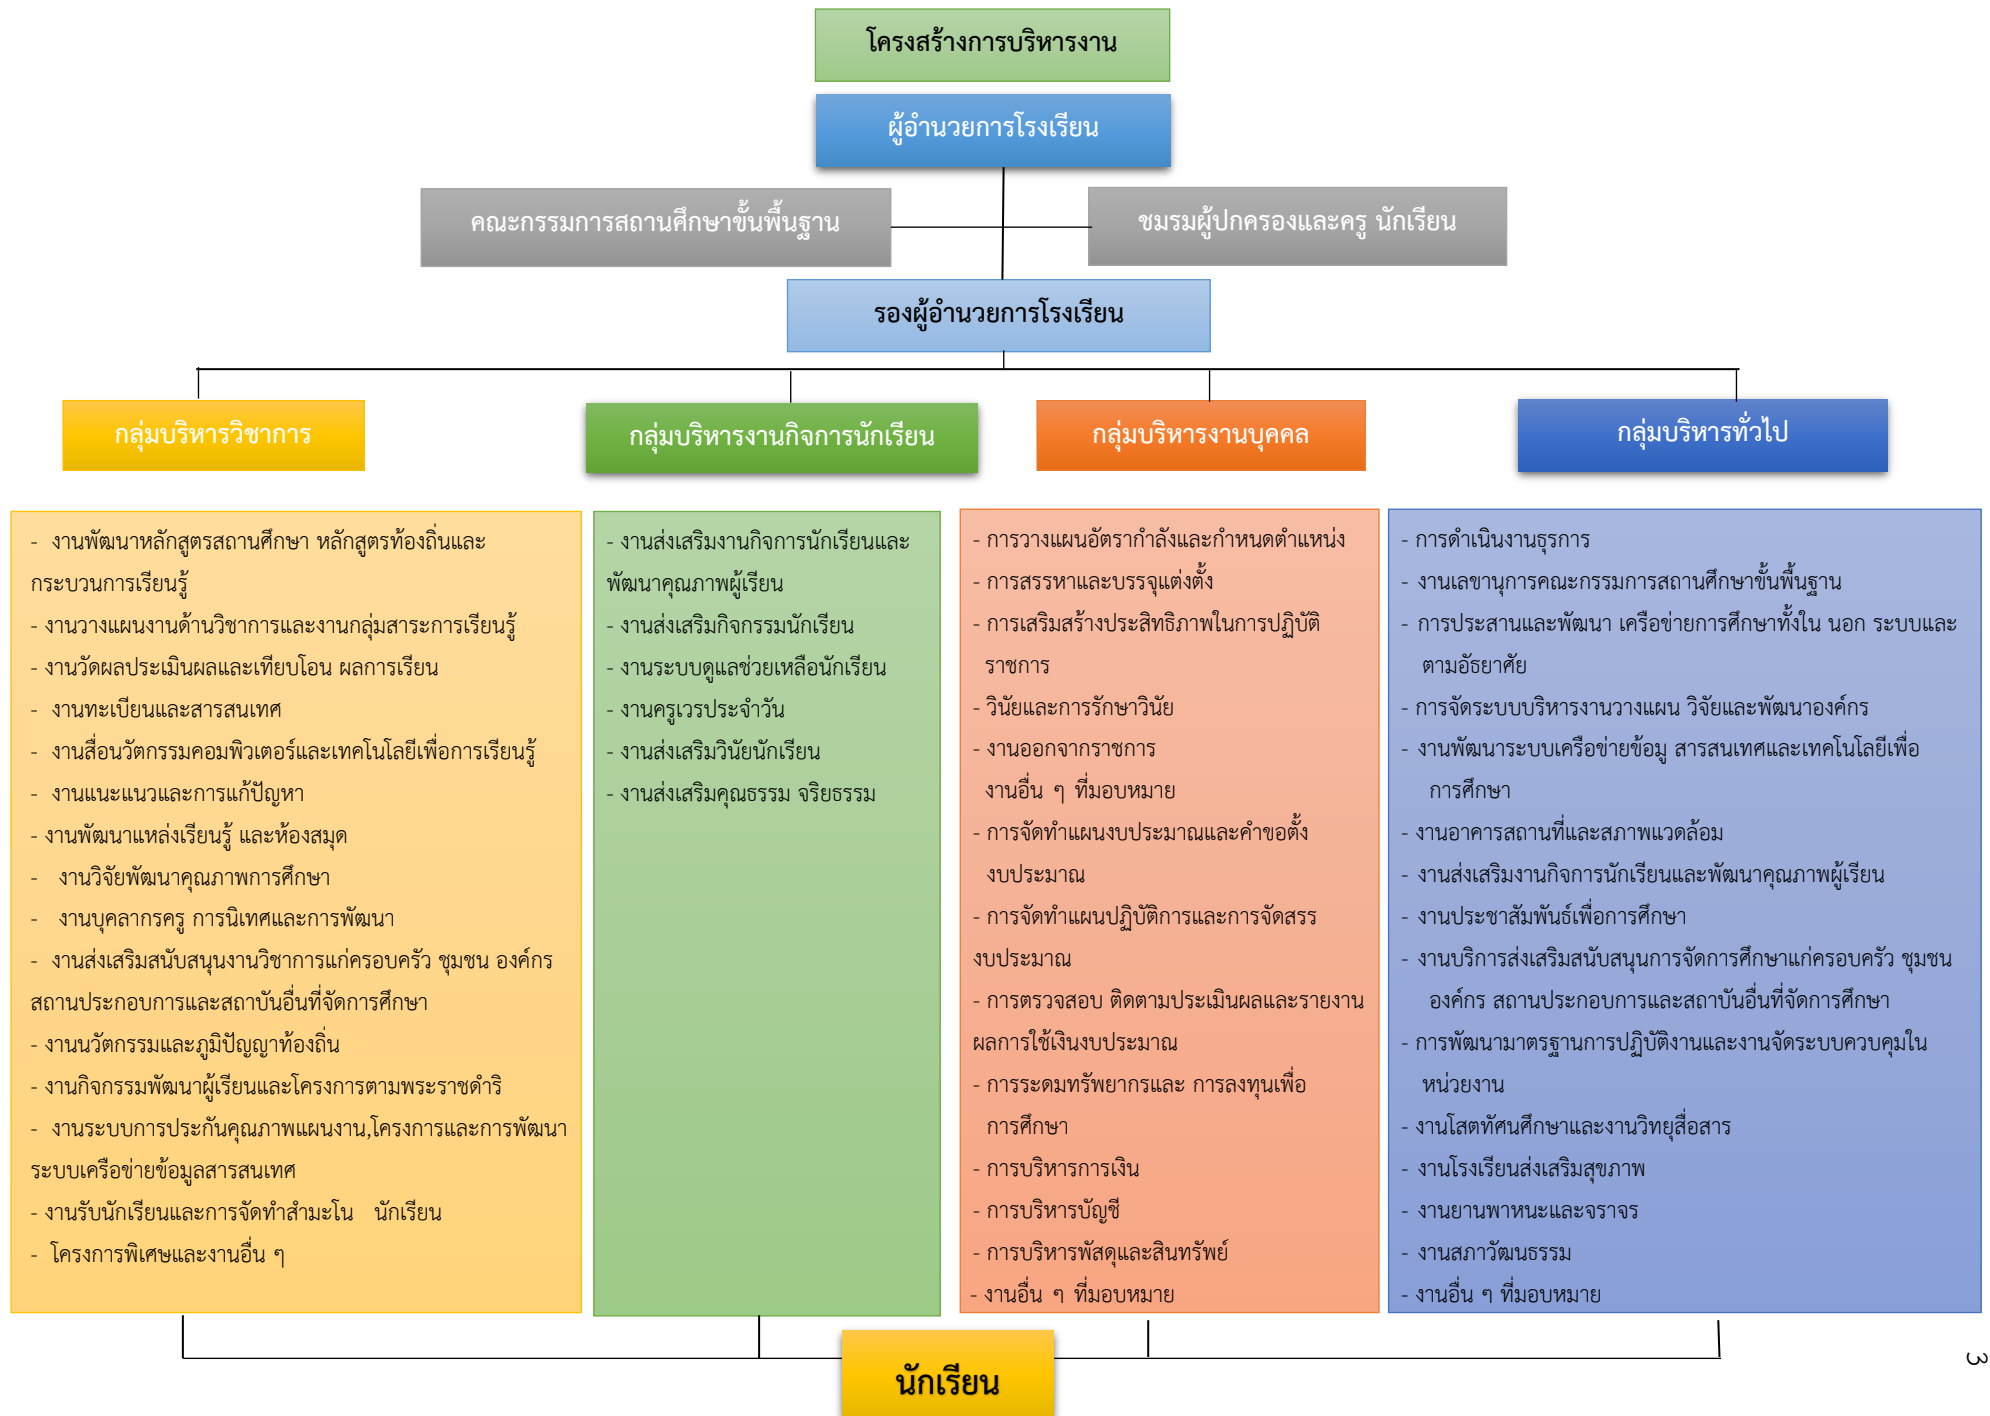 โครงสร้างการบริหารงาน
ผู้อำนวยการโรงเรียน
คณะกรรมการสถานศึกษาขั้นพื้นฐาน
ชมรมผู้ปกครองและครู นักเรียน
รองผู้อำนวยการโรงเรียน
กลุ่มบริหารวิชาการ
กลุ่มบริหารงานกิจการนักเรียน
กลุ่มบริหารงานบุคคล
กลุ่มบริหารทั่วไป
- งานพัฒนาหลักสูตรสถานศึกษา หลักสูตรท้องถิ่นและ
กระบวนการเรียนรู้
- งานวางแผนงานด้านวิชาการและงานกลุ่มสาระการเรียนรู้
- งานวัดผลประเมินผลและเทียบโอน ผลการเรียน
- งานทะเบียนและสารสนเทศ
- งานสื่อนวัตกรรมคอมพิวเตอร์และเทคโนโลยีเพื่อการเรียนรู้
- งานแนะแนวและการแก้ปัญหา
- งานพัฒนาแหล่งเรียนรู้ และห้องสมุด
- งานวิจัยพัฒนาคุณภาพการศึกษา
- งานบุคลากรครู การนิเทศและการพัฒนา
- งานส่งเสริมสนับสนุนงานวิชาการแก่ครอบครัว ชุมชน องค์กร
สถานประกอบการและสถาบันอื่นที่จัดการศึกษา
- งานนวัตกรรมและภูมิปัญญาท้องถิ่น
- งานกิจกรรมพัฒนาผู้เรียนและโครงการตามพระราชดำริ
- งานระบบการประกันคุณภาพแผนงาน,โครงการและการพัฒนา
ระบบเครือข่ายข้อมูลสารสนเทศ
- งานรับนักเรียนและการจัดทำสำมะโน นักเรียน
- โครงการพิเศษและงานอื่น ๆ
- งานส่งเสริมงานกิจการนักเรียนและ
พัฒนาคุณภาพผู้เรียน
- งานส่งเสริมกิจกรรมนักเรียน
- งานระบบดูแลช่วยเหลือนักเรียน
- งานครูเวรประจำวัน
- งานส่งเสริมวินัยนักเรียน
- งานส่งเสริมคุณธรรม จริยธรรม
- การวางแผนอัตรากำลังและกำหนดตำแหน่ง
- การสรรหาและบรรจุแต่งตั้ง
- การเสริมสร้างประสิทธิภาพในการปฏิบัติ
ราชการ
- วินัยและการรักษาวินัย
- งานออกจากราชการ
งานอื่น ๆ ที่มอบหมาย
- การจัดทำแผนงบประมาณและคำขอตั้ง
งบประมาณ
- การจัดทำแผนปฏิบัติการและการจัดสรร
งบประมาณ
- การตรวจสอบ ติดตามประเมินผลและรายงาน
ผลการใช้เงินงบประมาณ
- การระดมทรัพยากรและ การลงทุนเพื่อ
การศึกษา
- การบริหารการเงิน
- การบริหารบัญชี
- การบริหารพัสดุและสินทรัพย์
- งานอื่น ๆ ที่มอบหมาย
- การดำเนินงานธุรการ
- งานเลขานุการคณะกรรมการสถานศึกษาขั้นพื้นฐาน
- การประสานและพัฒนา เครือข่ายการศึกษาทั้งใน นอก ระบบและ
ตามอัธยาศัย
- การจัดระบบบริหารงานวางแผน วิจัยและพัฒนาองค์กร
- งานพัฒนาระบบเครือข่ายข้อมู สารสนเทศและเทคโนโลยีเพื่อ
การศึกษา
- งานอาคารสถานที่และสภาพแวดล้อม
- งานส่งเสริมงานกิจการนักเรียนและพัฒนาคุณภาพผู้เรียน
- งานประชาสัมพันธ์เพื่อการศึกษา
- งานบริการส่งเสริมสนับสนุนการจัดการศึกษาแก่ครอบครัว ชุมชน
องค์กร สถานประกอบการและสถาบันอื่นที่จัดการศึกษา
- การพัฒนามาตรฐานการปฏิบัติงานและงานจัดระบบควบคุมใน
หน่วยงาน
- งานโสตทัศนศึกษาและงานวิทยุสื่อสาร
- งานโรงเรียนส่งเสริมสุขภาพ
- งานยานพาหนะและจราจร
- งานสภาวัฒนธรรม
- งานอื่น ๆ ที่มอบหมาย
นักเรียน
3